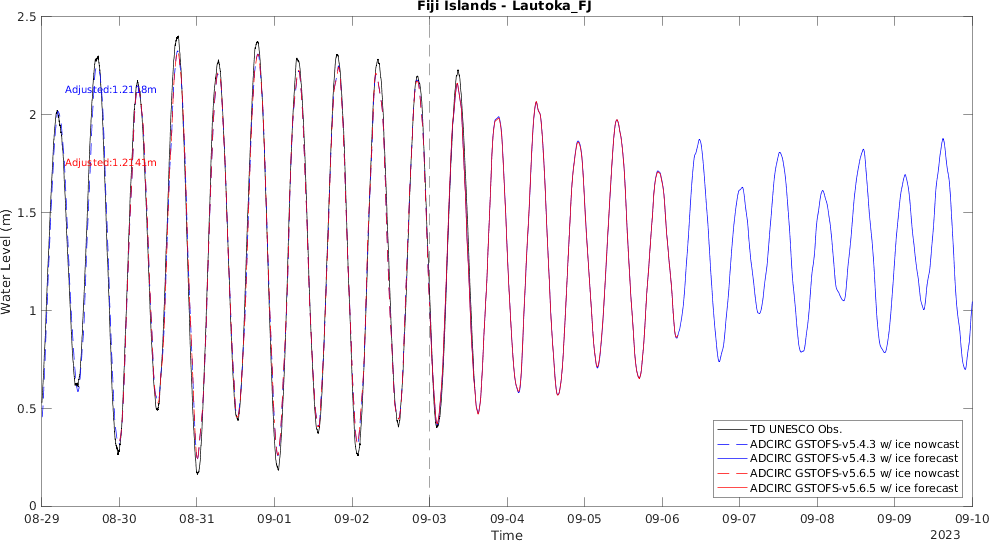 Fiji Islands - Lautoka_FJ
2.5
2
1.5
1
0.5
0
Water Level (m)
Adjusted:1.2118m
Adjusted:1.2141m
TD UNESCO Obs.
ADCIRC GSTOFS-v5.4.3 w/ ice nowcast
ADCIRC GSTOFS-v5.4.3 w/ ice forecast
ADCIRC GSTOFS-v5.6.5 w/ ice nowcast
ADCIRC GSTOFS-v5.6.5 w/ ice forecast
08-29 08-30 08-31 09-01 09-02 09-03 09-04 09-05 09-06 09-07 09-08 09-09 09-10
Time
2023